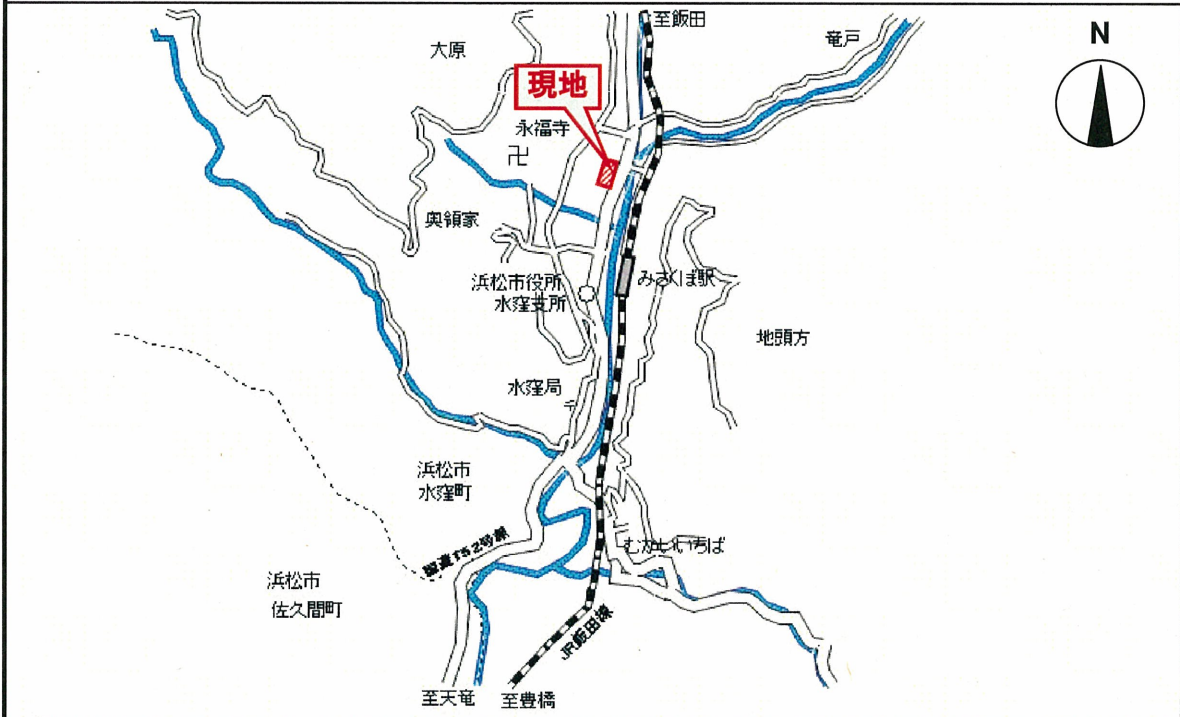 至飯田
大原
竜戸
N
現地
永福寺
奥領家
浜松市役所
水窪支所
みさくぼ駅
地頭方
水窪局
浜松市
水窪町
国道152号線
むかいいちば
浜松市
佐久間町
JR飯田線
至天竜
至豊橋